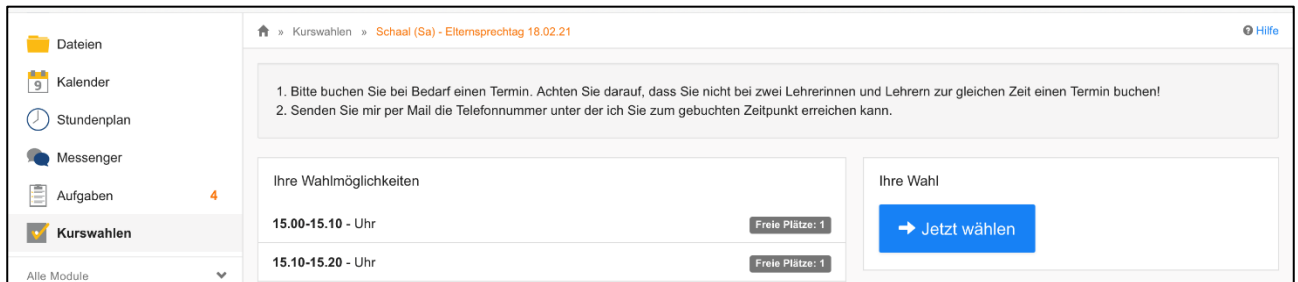 Dateien
9
Kalender
Stundenplan
Messenger
Aufgaben 4
Kurswahlen
Alle Module
» Kurswahlen » Schaal (Sa) - Elternsprechtag 18.02.21
Hilfe
1. Bitte buchen Sie bei Bedarf einen Termin. Achten Sie darauf, dass Sie nicht bei zwei Lehrerinnen und Lehrern zur gleichen Zeit einen Termin buchen!
2. Senden Sie mir per Mail die Telefonnummer unter der ich Sie zum gebuchten Zeitpunkt erreichen kann.
Ihre Wahlmöglichkeiten
15.00-15.10 - Uhr Freie Plätze: 1
15.10-15.20 - Uhr Freie Plätze: 1
Ihre Wahl
Jetzt wählen